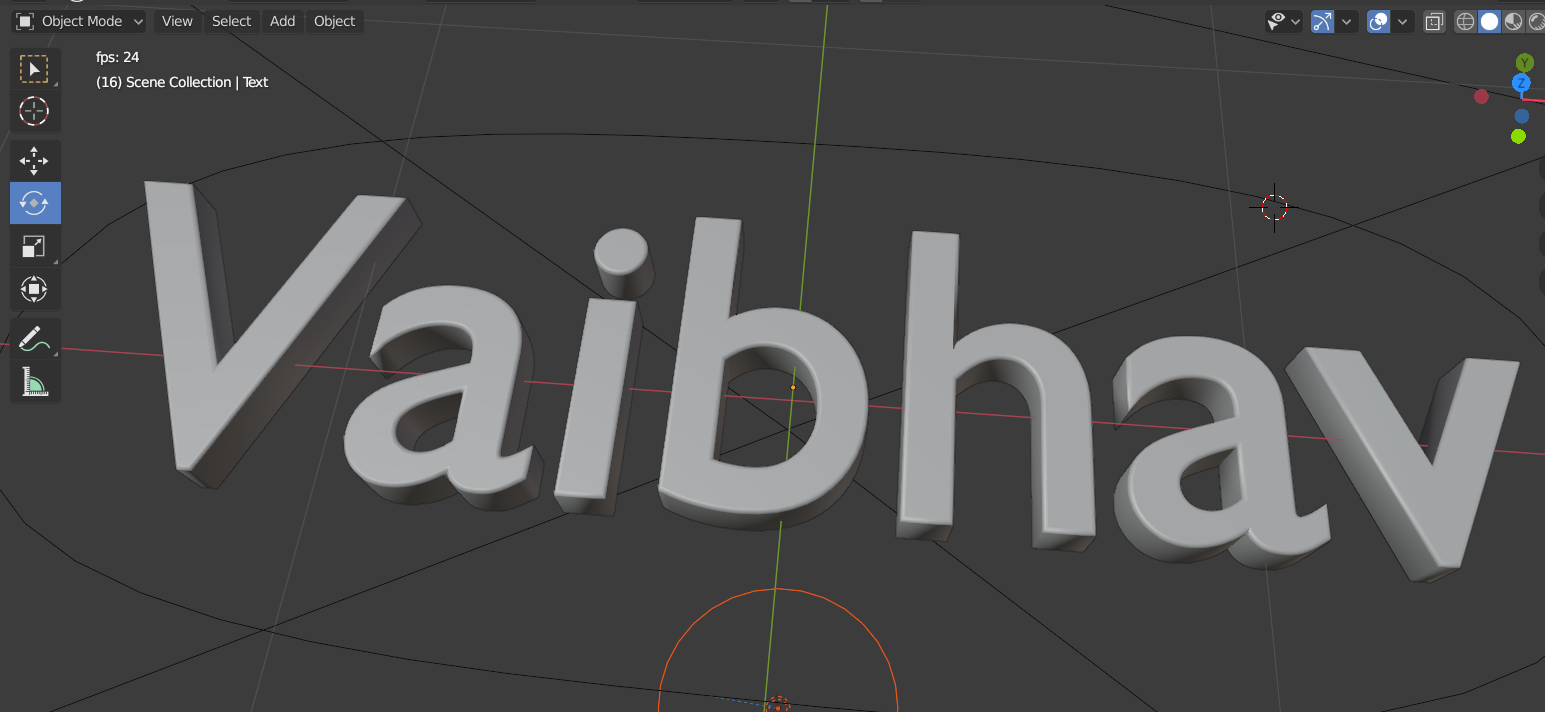 Object Mode View Select Add Object
fps: 24
(16) Scene Collection | Text
Y
Z
Vaibhav